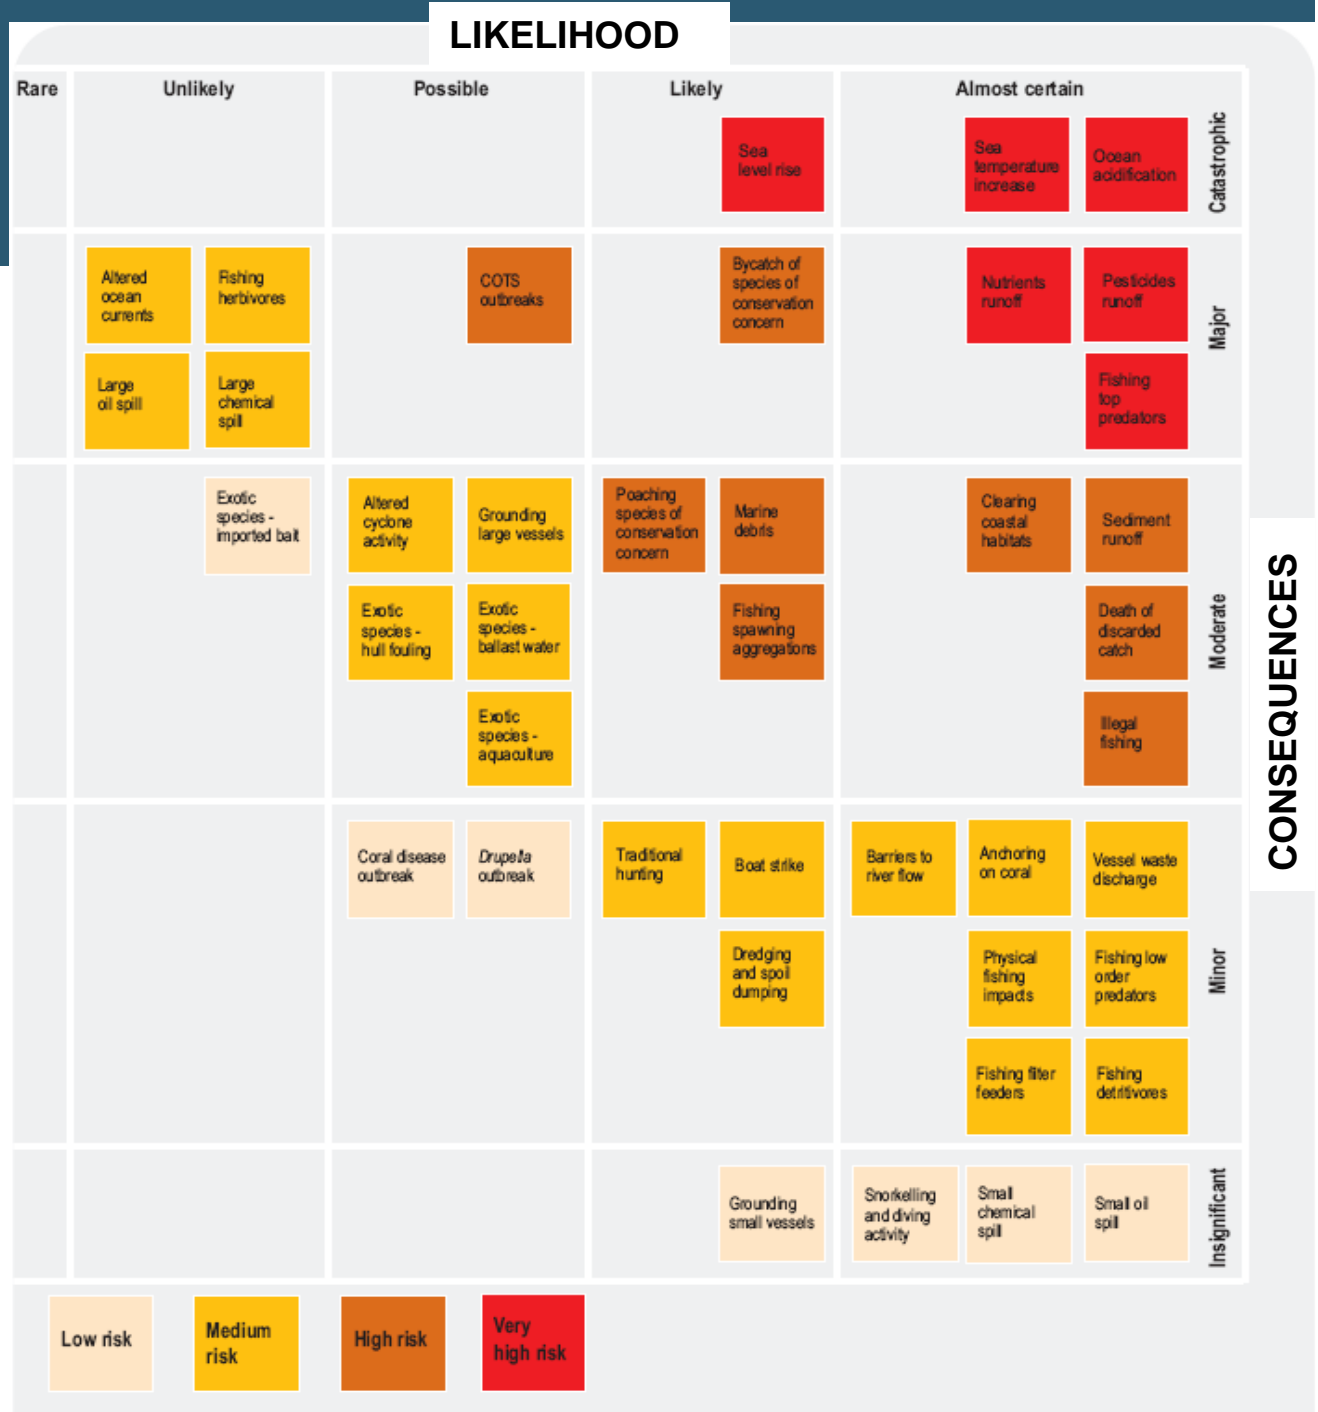 LIKELIHOOD
Rare
Unlikely
Possible
Likely
Almost certain
Sea
level rise
Sea
temperature
increase
Ocean
acidification
Catastrophic
Altered
ocean
currents
Fishing
herbivores
COTS
outbreaks
Bycatch of
species of
conservation
concern
Nutrients
runoff
Pesticides
runoff
Large
oil spill
Large
chemical
spill
Fishing
top
predators
Major
Exotic
species -
imported bait
Altered
cyclone
activity
Grounding
large vessels
Poaching
species of
conservation
concern
Marine
debris
Clearing
coastal
habitats
Sediment
runoff
Exotic
species -
hull fouling
Exotic
species -
ballast water
Fishing
spawning
aggregations
Death of
discarded
catch
Exotic
species -
aquaculture
Illegal
fishing
Moderate
CONSEQUENCES
Coral disease
outbreak
Drupella
outbreak
Traditional
hunting
Boat strike
Barriers to
river flow
Anchoring
on coral
Vessel waste
discharge
Dredging
and spoil
dumping
Physical
fishing
impacts
Fishing low
order
predators
Fishing filter
feeders
Fishing
detritivores
Minor
Grounding
small vessels
Snorkelling
and diving
activity
Small
chemical
spill
Small oil
spill
Insignificant
Low risk
Medium
risk
High risk
Very
high risk